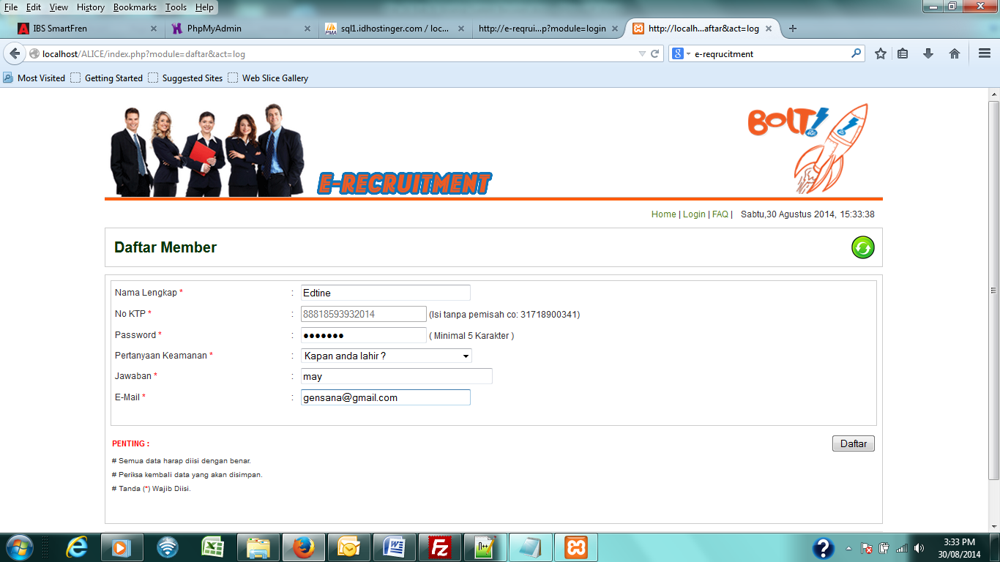 File Edit View History Bookmarks Tools Help
IBS SmartFren
PhpMyAdmin
PMA sql1.idhostinger.com / loc...
http://e-reqrui...p?module=login
http://localh...aftar&act=log
localhost/ALICE/index.php?module=daftar&act=log
e-reqrucitment
Most Visited Getting Started Suggested Sites Web Slice Gallery
BOLT! 4G
E-RECRUITMENT
Home | Login | FAQ | Sabtu,30 Agustus 2014, 15:33:38
Daftar Member
Nama Lengkap * : Edtine
No KTP * : 88818593932014 (Isi tanpa pemisah co: 31718900341)
Password * : ●●●●●●● ( Minimal 5 Karakter )
Pertanyaan Keamanan * : Kapan anda lahir ?
Jawaban * : may
E-Mail * : gensana@gmail.com
PENTING :
Daftar
# Semua data harap diisi dengan benar.
# Periksa kembali data yang akan disimpan.
# Tanda (*) Wajib Diisi.
3:33 PM
30/08/2014